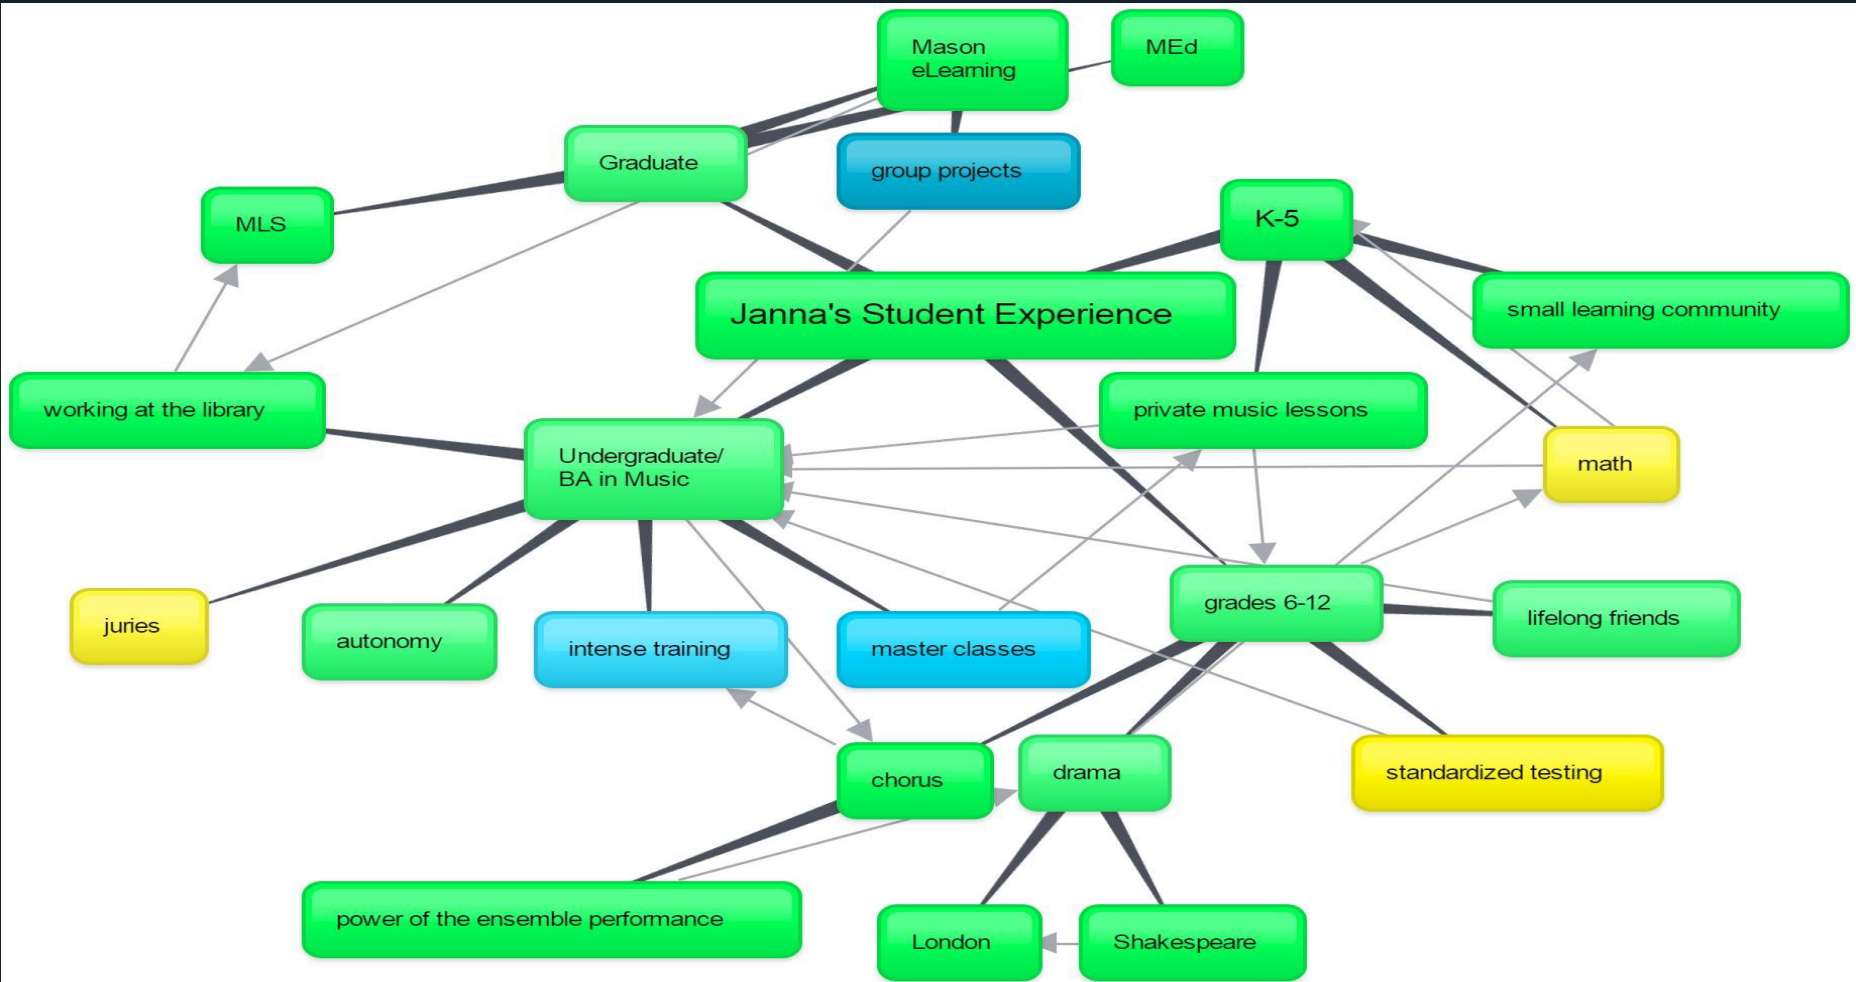 Mason
eLearning
MEd
Graduate
group projects
MLS
K-5
Janna's Student Experience
small learning community
working at the library
private music lessons
Undergraduate/
BA in Music
math
juries
autonomy
intense training
master classes
grades 6-12
lifelong friends
chorus
drama
standardized testing
power of the ensemble performance
London
Shakespeare